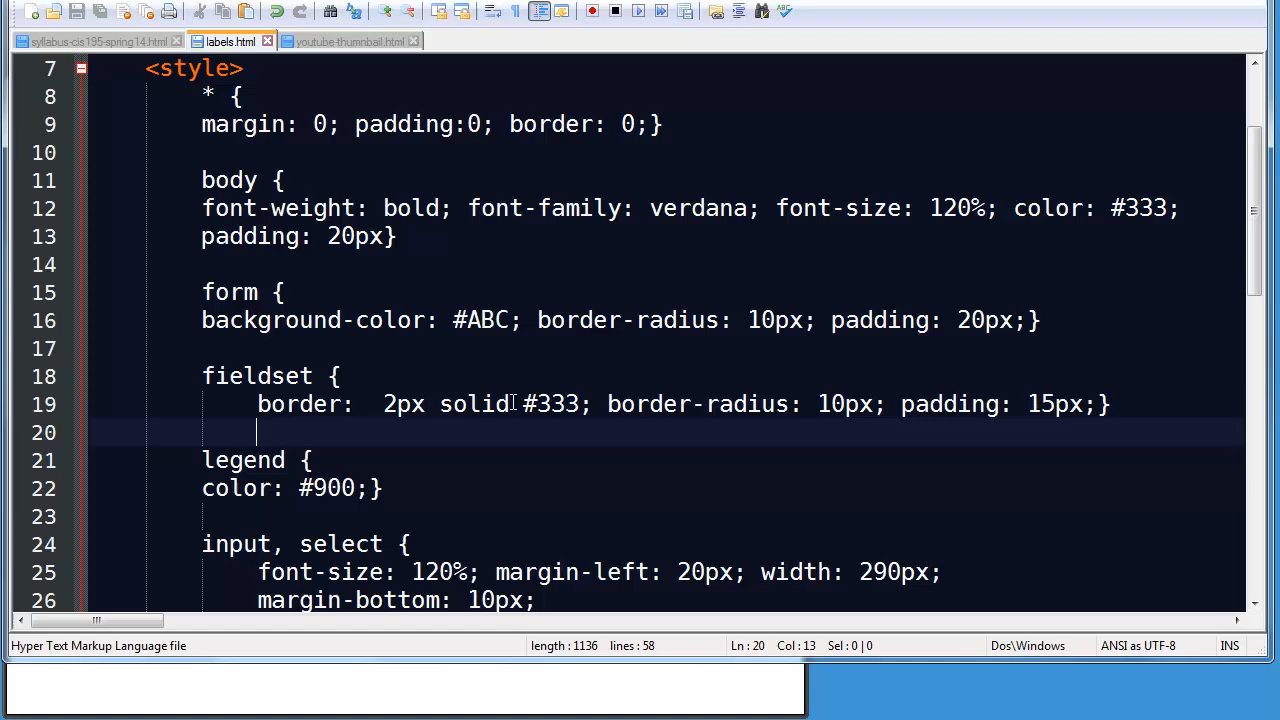 syllabus-cis195-spring14.html labels.html youtube-thumnbail.html
7 <style>
8 * {
9 margin: 0; padding:0; border: 0;}
10
11 body {
12 font-weight: bold; font-family: verdana; font-size: 120%; color: #333;
13 padding: 20px}
14
15 form {
16 background-color: #ABC; border-radius: 10px; padding: 20px;}
17
18 fieldset {
19 border:  2px solid #333; border-radius: 10px; padding: 15px;}
20
21 legend {
22 color: #900;}
23
24 input, select {
25 font-size: 120%; margin-left: 20px; width: 290px;
26 margin-bottom: 10px;
Hyper Text Markup Language file length : 1136 lines : 58 Ln : 20 Col : 13 Sel : 0 | 0 Dos\Windows ANSI as UTF-8 INS